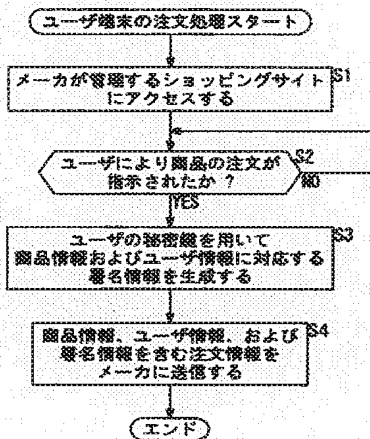 ユーザ端末の注文処理スタート
S1
メーカが管理するショッピングサイト
にアクセスする
S2
ユーザにより商品の注文が
指示されたか ?
NO
YES
S3
ユーザの秘密鍵を用いて
商品情報およびユーザ情報に対応する
署名情報を生成する
S4
商品情報、ユーザ情報、および
署名情報を含む注文情報を
メーカに送信する
エンド